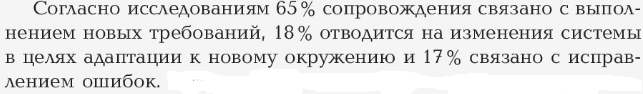 Согласно исследованиям 65 % сопровождения связано с выпол-
нением новых требований, 18 % отводится на изменения системы
в целях адаптации к новому окружению и 17 % связано с исправ-
лением ошибок.